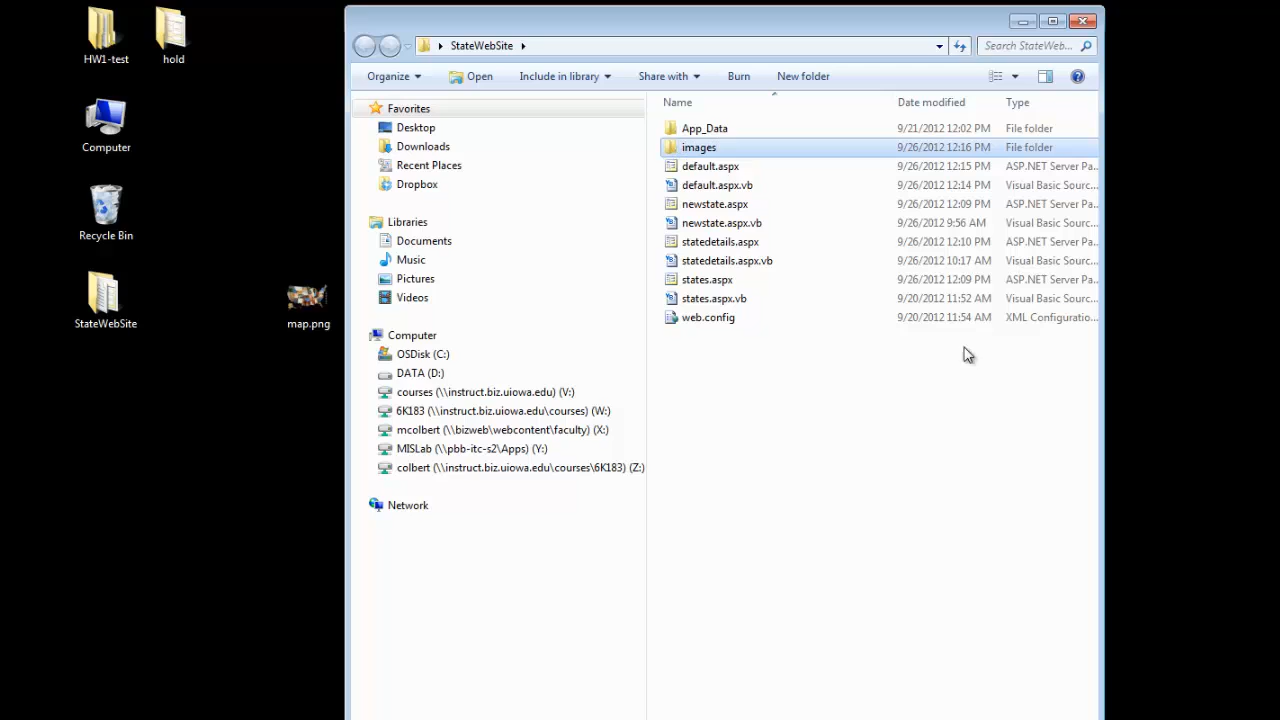 HW1-test
hold
Computer
Recycle Bin
StateWebSite
map.png
StateWebSite
Search StateWeb...
Organize
Open
Include in library
Share with
Burn
New folder
Favorites
Desktop
Downloads
Recent Places
Dropbox
Libraries
Documents
Music
Pictures
Videos
Computer
OSDisk (C:)
DATA (D:)
courses (\\instruct.biz.uiowa.edu) (V:)
6K183 (\\instruct.biz.uiowa.edu\courses) (W:)
mcolbert (\\bizweb\webcontent\faculty) (X:)
MISLab (\\pbb-itc-s2\Apps) (Y:)
colbert (\\instruct.biz.uiowa.edu\courses\6K183) (Z:)
Network
Name Date modified Type
App_Data 9/21/2012 12:02 PM File folder
images 9/26/2012 12:16 PM File folder
default.aspx 9/26/2012 12:15 PM ASP.NET Server Pa...
default.aspx.vb 9/26/2012 12:14 PM Visual Basic Sourc...
newstate.aspx 9/26/2012 12:09 PM ASP.NET Server Pa...
newstate.aspx.vb 9/26/2012 9:56 AM Visual Basic Sourc...
statedetails.aspx 9/26/2012 12:10 PM ASP.NET Server Pa...
statedetails.aspx.vb 9/26/2012 10:17 AM Visual Basic Sourc...
states.aspx 9/26/2012 12:09 PM ASP.NET Server Pa...
states.aspx.vb 9/20/2012 11:52 AM Visual Basic Sourc...
web.config 9/20/2012 11:54 AM XML Configuratio...